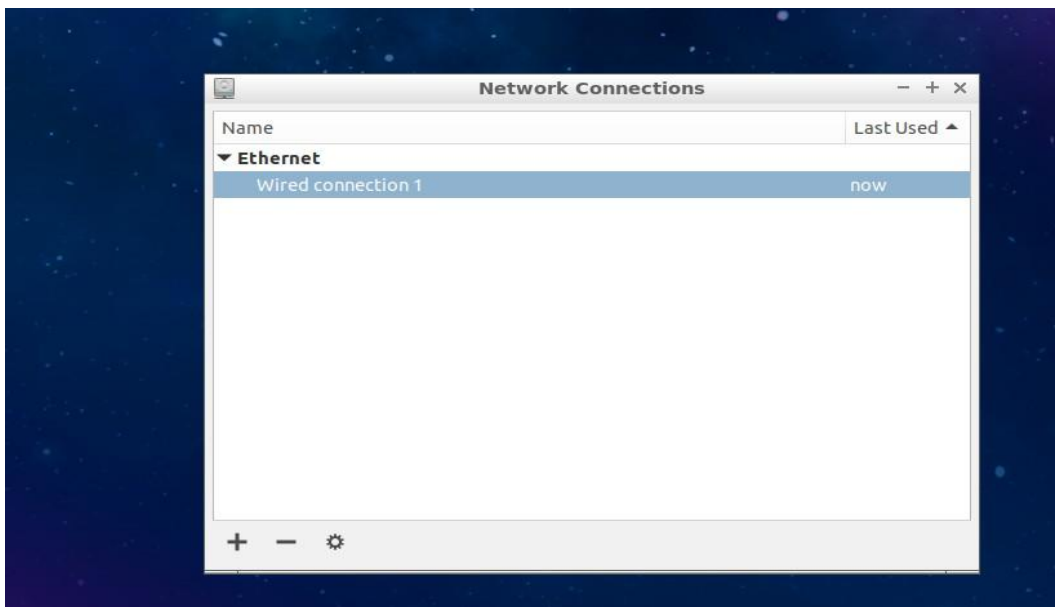 Network Connections
Name Last Used
Ethernet
Wired connection 1 now